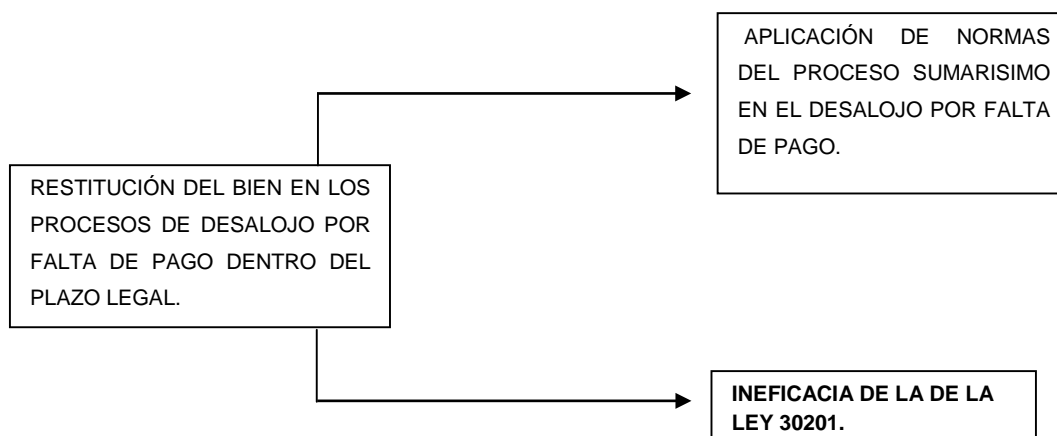 APLICACIÓN DE NORMAS
DEL PROCESO SUMARISIMO
EN EL DESALOJO POR FALTA
DE PAGO.
RESTITUCIÓN DEL BIEN EN LOS
PROCESOS DE DESALOJO POR
FALTA DE PAGO DENTRO DEL
PLAZO LEGAL.
INEFICACIA DE LA DE LA
LEY 30201.